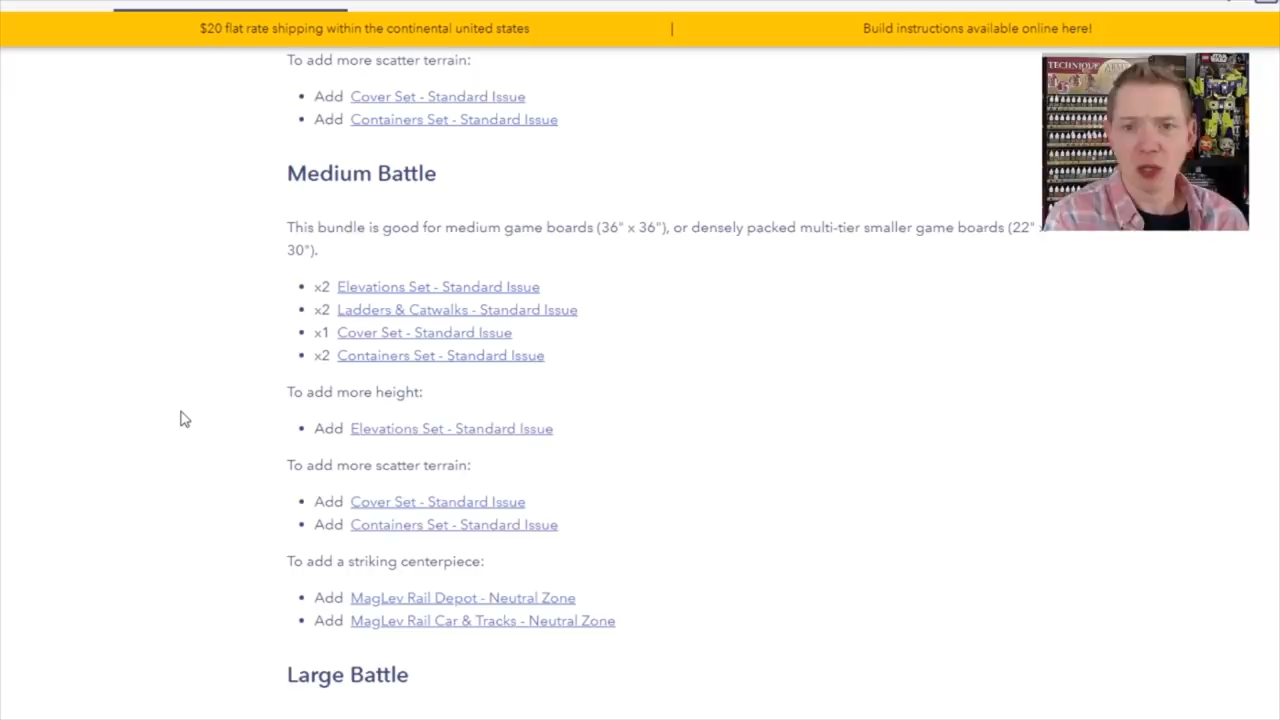 $20 flat rate shipping within the continental united states | Build instructions available online here!
To add more scatter terrain:
• Add Cover Set - Standard Issue
• Add Containers Set - Standard Issue
Medium Battle
This bundle is good for medium game boards (36" x 36"), or densely packed multi-tier smaller game boards (22" x
30").
• x2 Elevations Set - Standard Issue
• x2 Ladders & Catwalks - Standard Issue
• x1 Cover Set - Standard Issue
• x2 Containers Set - Standard Issue
To add more height:
• Add Elevations Set - Standard Issue
To add more scatter terrain:
• Add Cover Set - Standard Issue
• Add Containers Set - Standard Issue
To add a striking centerpiece:
• Add MagLev Rail Depot - Neutral Zone
• Add MagLev Rail Car & Tracks - Neutral Zone
Large Battle
TECHNIQUE